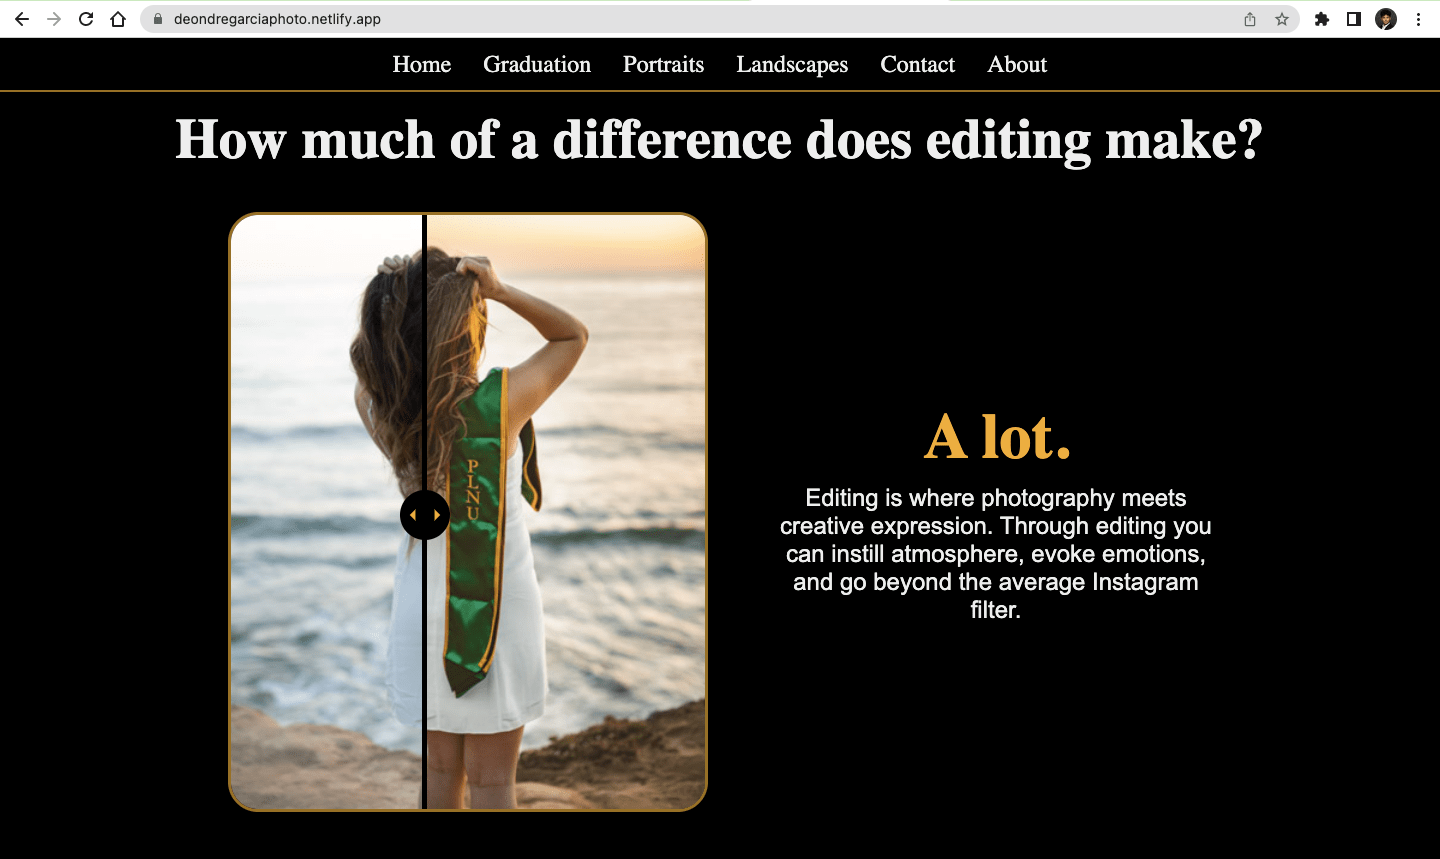 deondregarciaphoto.netlify.app
Home Graduation Portraits Landscapes Contact About
How much of a difference does editing make?
PLNU
A lot.
Editing is where photography meets
creative expression. Through editing you
can instill atmosphere, evoke emotions,
and go beyond the average Instagram
filter.